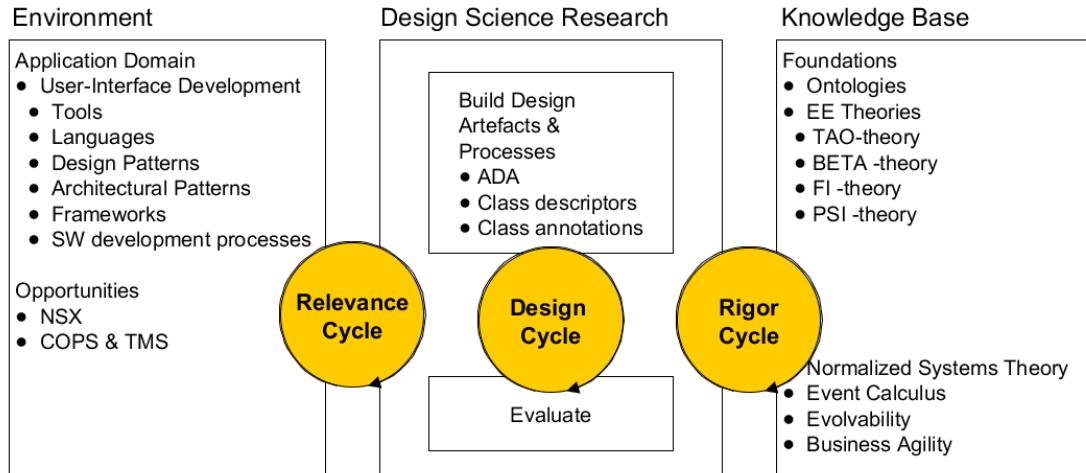 Environment
Application Domain
● User-Interface Development
● Tools
● Languages
● Design Patterns
● Architectural Patterns
● Frameworks
● SW development processes
Opportunities
● NSX
● COPS & TMS
Relevance
Cycle
Design Science Research
Build Design
Artefacts &
Processes
● ADA
● Class descriptors
● Class annotations
Design
Cycle
Evaluate
Rigor
Cycle
Knowledge Base
Foundations
● Ontologies
● EE Theories
● TAO-theory
● BETA -theory
● FI -theory
● PSI -theory
Normalized Systems Theory
● Event Calculus
● Evolvability
● Business Agility